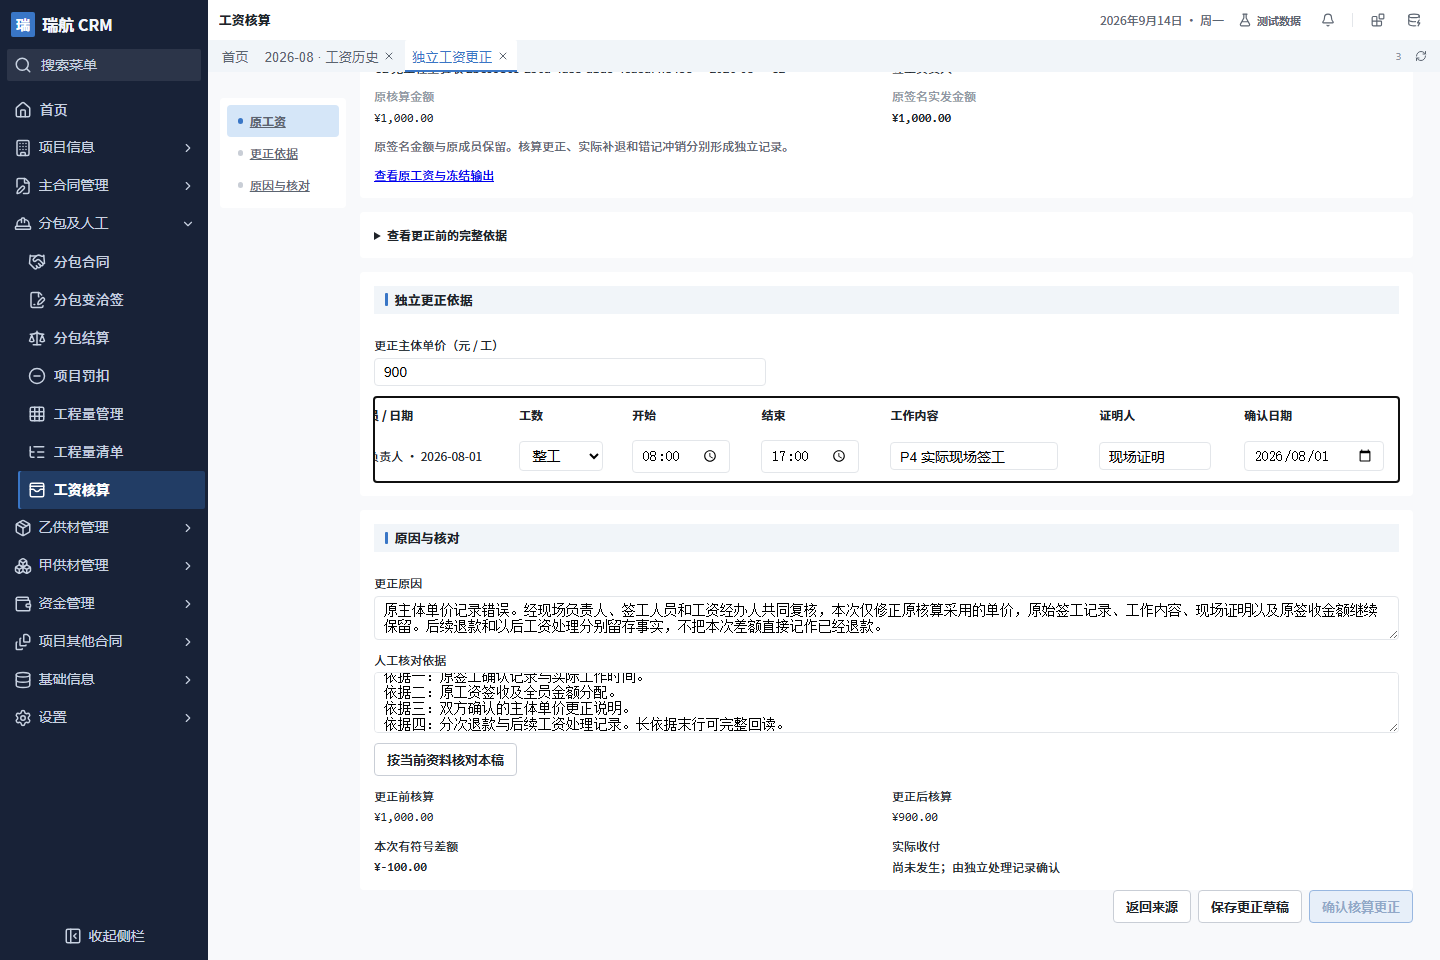 瑞 瑞航 CRM
搜索菜单
首页
项目信息
主合同管理
分包及人工
分包合同
分包变洽签
分包结算
项目罚扣
工程量管理
工程量清单
工资核算
乙供材管理
甲供材管理
资金管理
项目其他合同
基础信息
设置
收起侧栏
工资核算
2026年9月14日 · 周一
测试数据
首页
2026-08 · 工资历史 ×
独立工资更正 ×
3
原工资
更正依据
原因与核对
原核算金额
¥1,000.00
原签名实发金额
¥1,000.00
原签名金额与原成员保留。核算更正、实际补退和错记冲销分别形成独立记录。
查看原工资与冻结输出
查看更正前的完整依据
独立更正依据
更正主体单价（元 / 工）
900
/ 日期 工数 开始 结束 工作内容 证明人 确认日期
责人 · 2026-08-01 整工 08:00 17:00 P4 实际现场签工 现场证明 2026/08/01
原因与核对
更正原因
原主体单价记录错误。经现场负责人、签工人员和工资经办人共同复核，本次仅修正原核算采用的单价，原始签工记录、工作内容、现场证明以及原签收金额继续
保留。后续退款和以后工资处理分别留存事实，不把本次差额直接记作已经退款。
人工核对依据
依据一：原签工确认记录与实际工作时间。
依据二：原工资签收及全员金额分配。
依据三：双方确认的主体单价更正说明。
依据四：分次退款与后续工资处理记录。长依据末行可完整回读。
按当前资料核对本稿
更正前核算
¥1,000.00
更正后核算
¥900.00
本次有符号差额
¥-100.00
实际收付
尚未发生；由独立处理记录确认
返回来源
保存更正草稿
确认核算更正